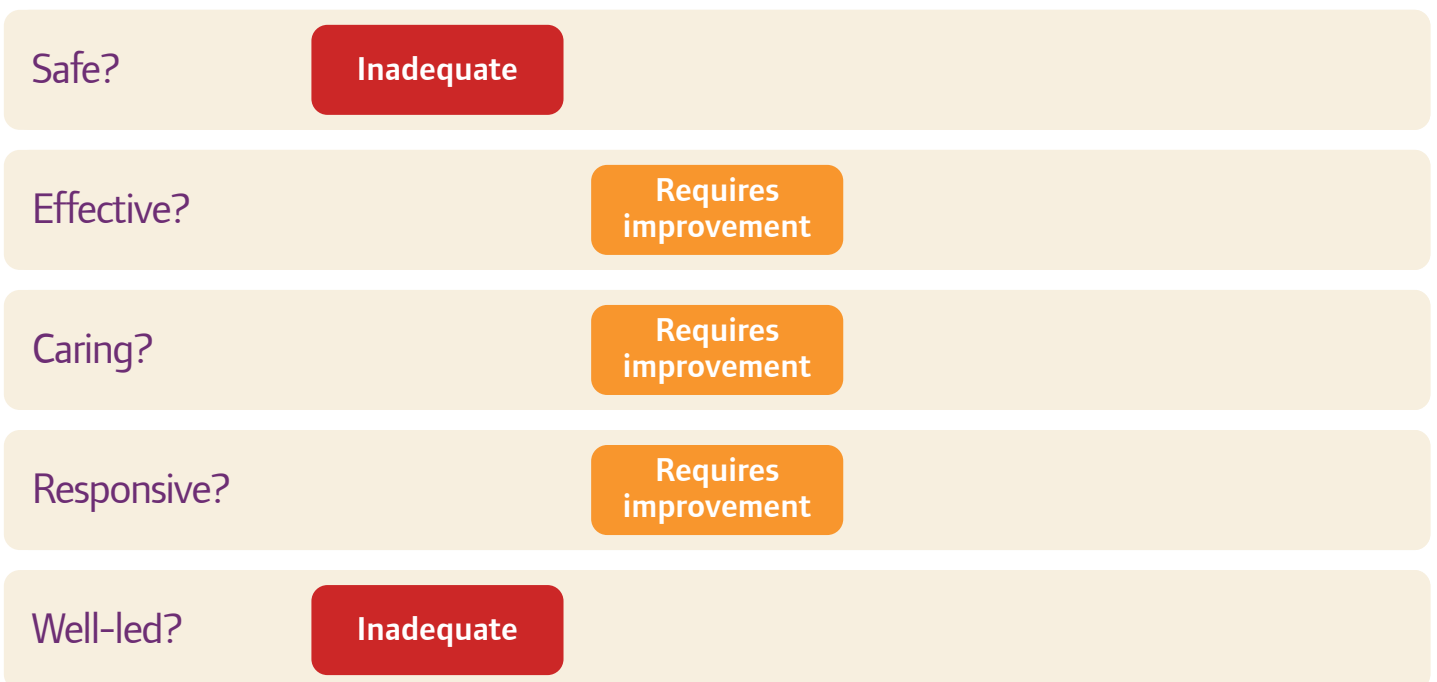 Safe?
Inadequate
Effective?
Requires
improvement
Caring?
Requires
improvement
Responsive?
Requires
improvement
Well-led?
Inadequate